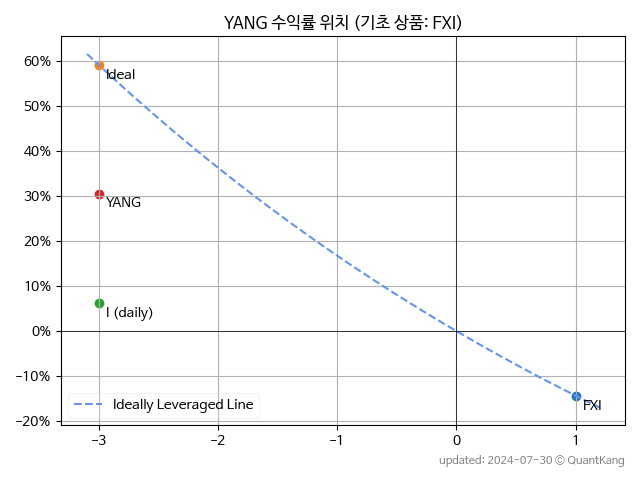 YANG 수익률 위치 (기초 상품: FXI)
60%
50%
40%
30%
20%
10%
0%
−10%
−20%
Ideal
YANG
I (daily)
FXI
Ideally Leveraged Line
−3 −2 −1 0 1
updated: 2024-07-30 © QuantKang